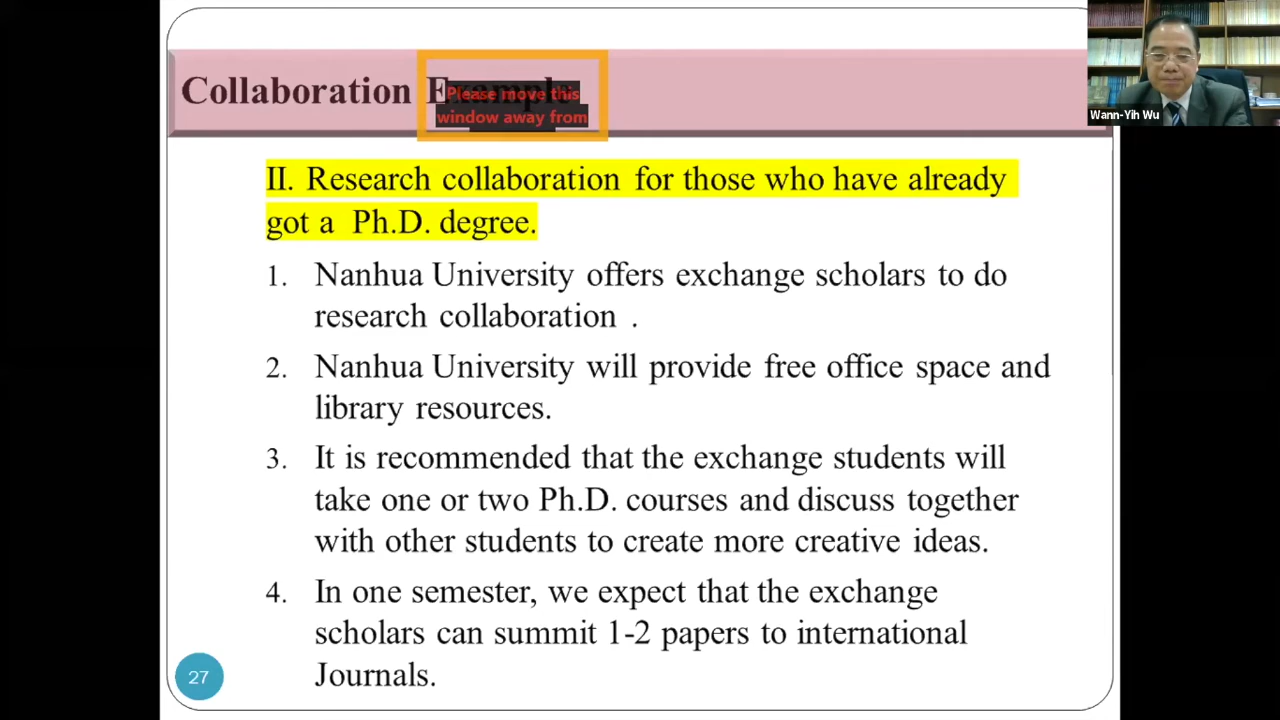 Collaboration
Please move this
window away from
Wann-Yih Wu
II. Research collaboration for those who have already
got a Ph.D. degree.
1. Nanhua University offers exchange scholars to do
research collaboration .
2. Nanhua University will provide free office space and
library resources.
3. It is recommended that the exchange students will
take one or two Ph.D. courses and discuss together
with other students to create more creative ideas.
4. In one semester, we expect that the exchange
scholars can summit 1-2 papers to international
Journals.
27